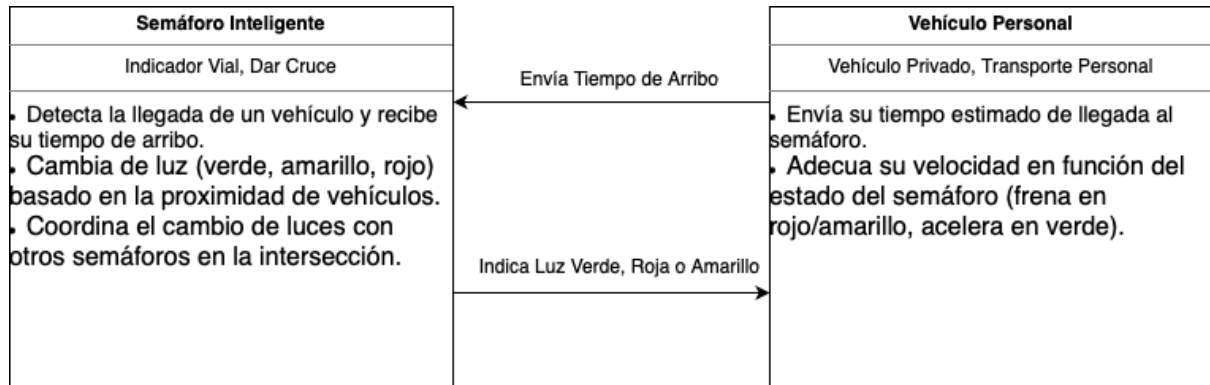 Semáforo Inteligente
Indicador Vial, Dar Cruce
• Detecta la llegada de un vehículo y recibe
su tiempo de arribo.
• Cambia de luz (verde, amarillo, rojo)
basado en la proximidad de vehículos.
• Coordina el cambio de luces con
otros semáforos en la intersección.
Envía Tiempo de Arribo
Indica Luz Verde, Roja o Amarillo
Vehículo Personal
Vehículo Privado, Transporte Personal
• Envía su tiempo estimado de llegada al
semáforo.
• Adecua su velocidad en función del
estado del semáforo (frena en
rojo/amarillo, acelera en verde).